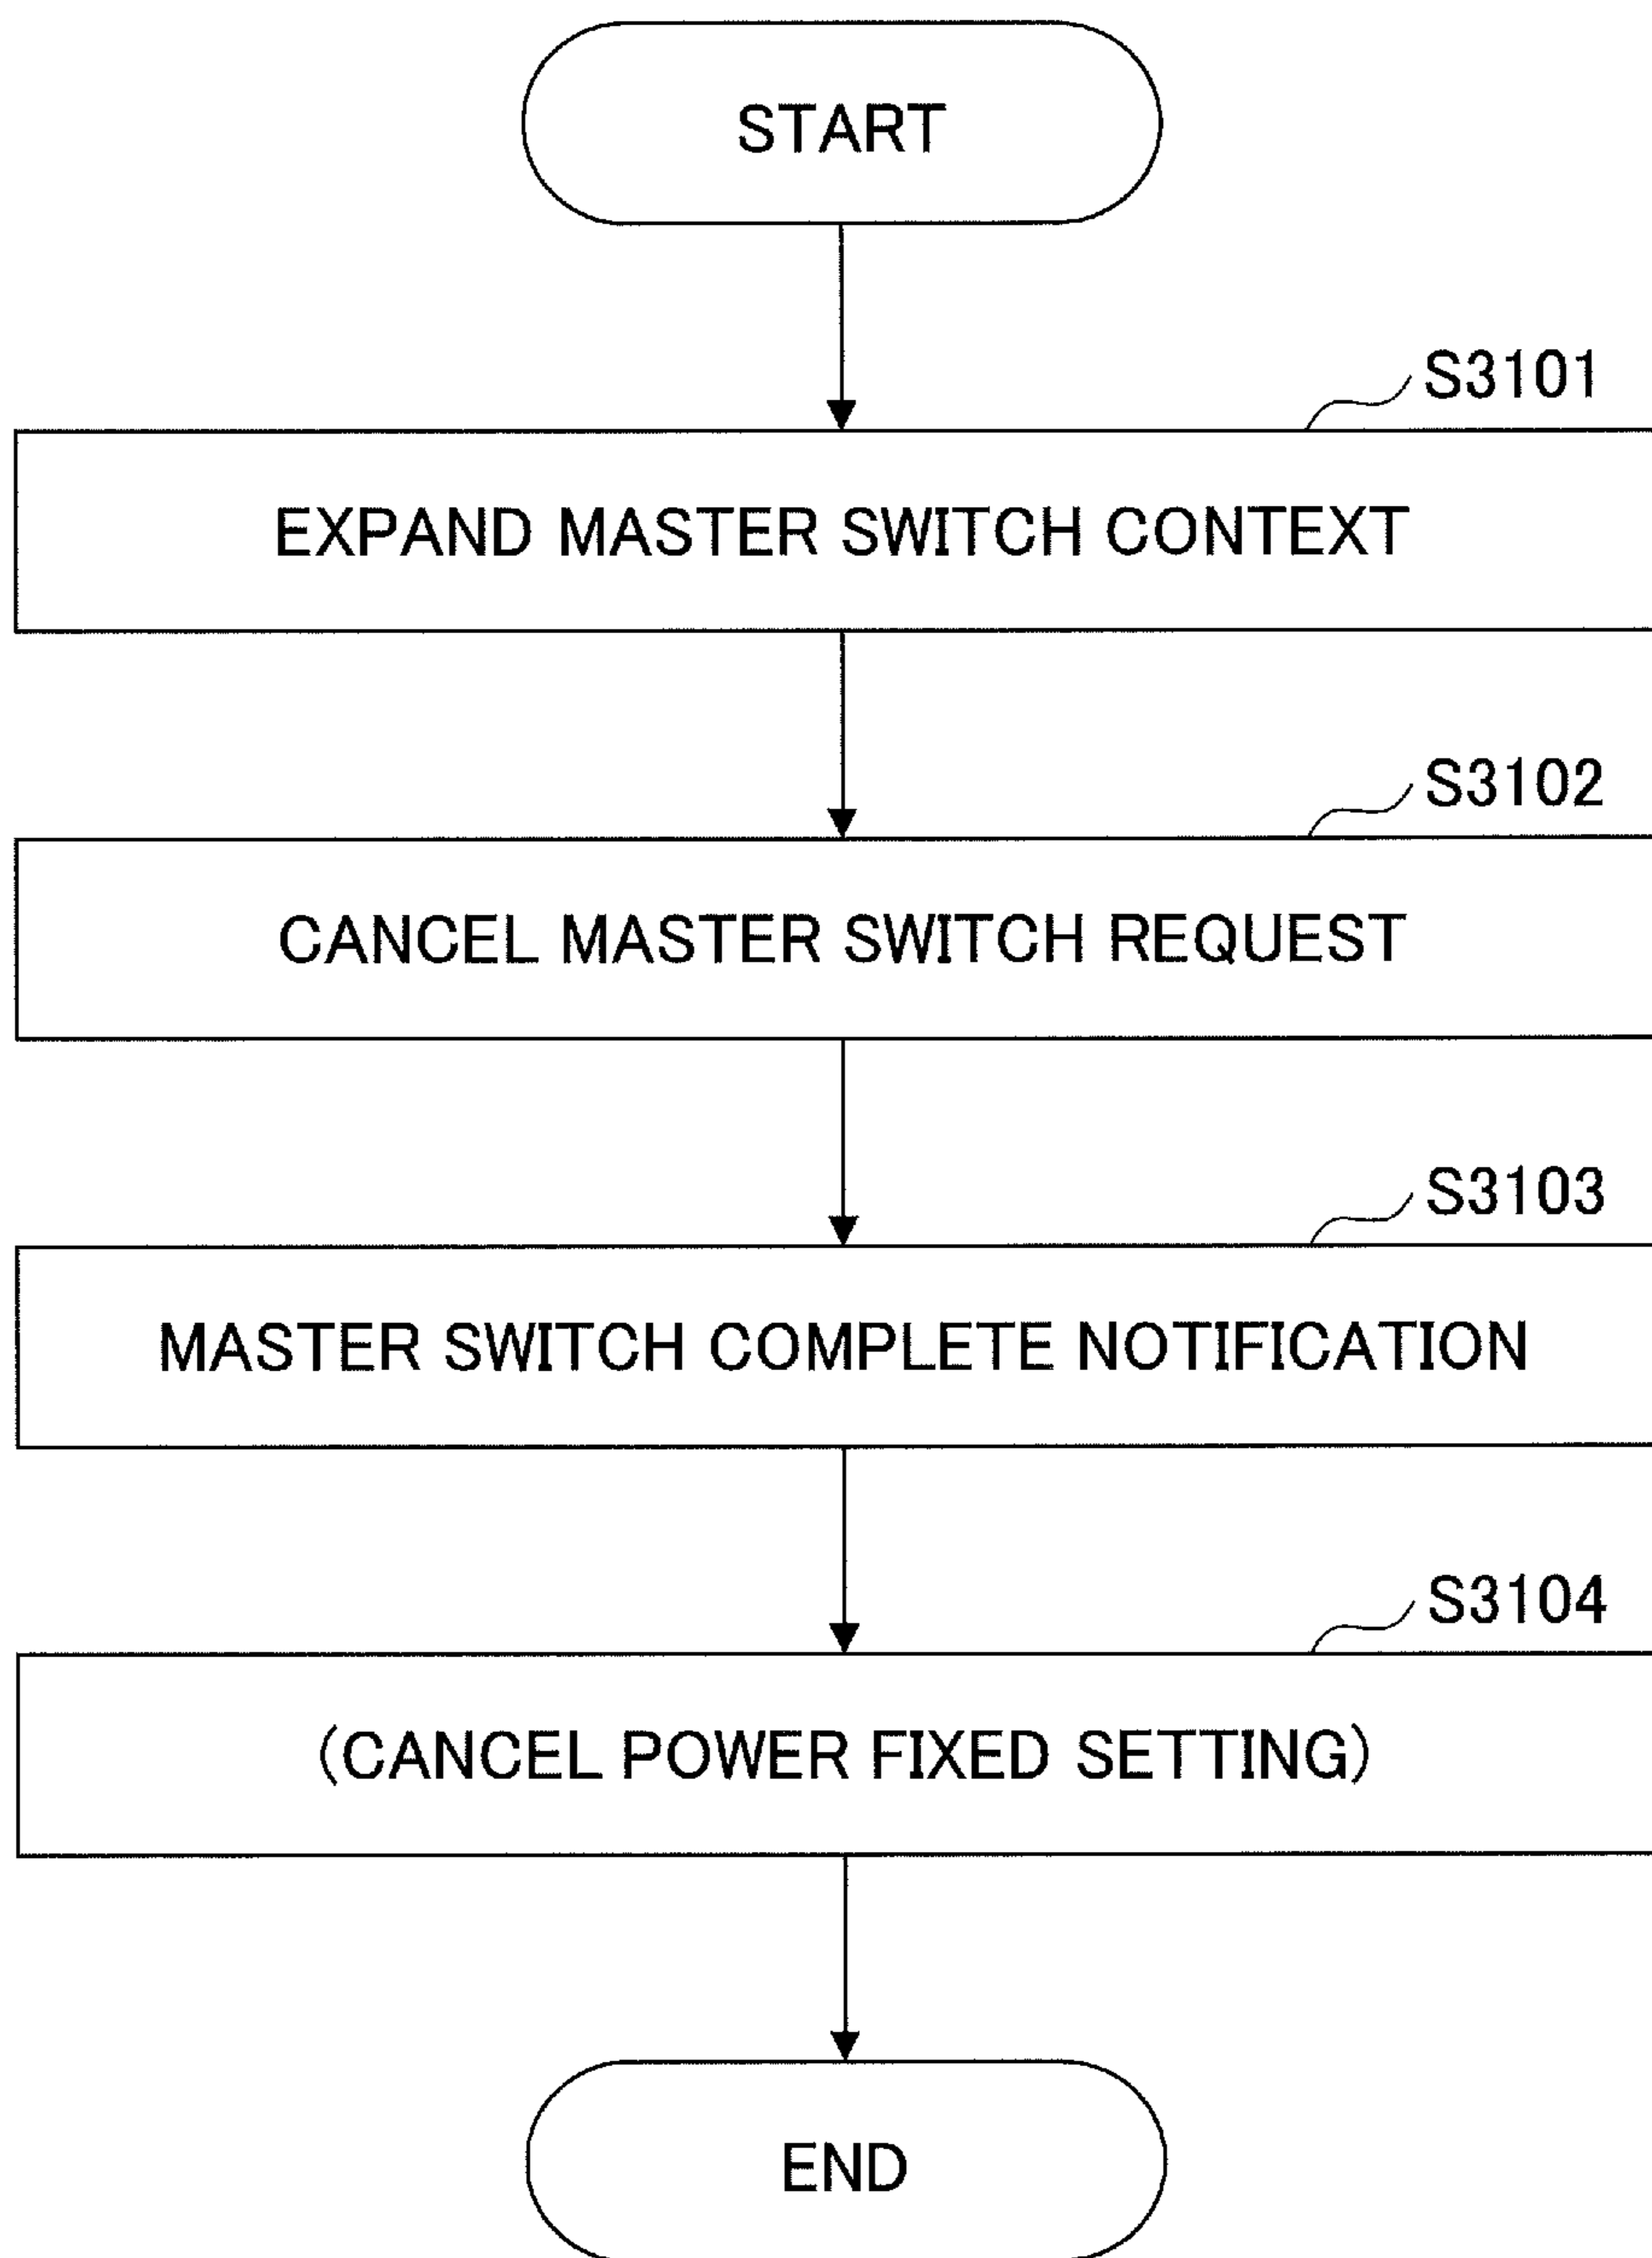 START
S3101
EXPAND MASTER SWITCH CONTEXT
S3102
CANCEL MASTER SWITCH REQUEST
S3103
MASTER SWITCH COMPLETE NOTIFICATION
S3104
(CANCEL POWER FIXED SETTING)
END